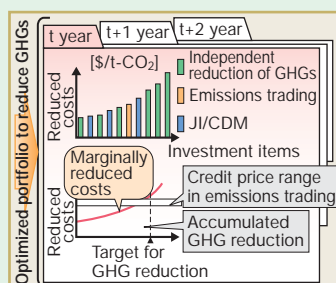 Optimized portfolio to reduce GHGs
t year
t+1 year
t+2 year
[$/t-CO₂]
Reduced
costs
Independent
reduction of GHGs
Emissions trading
JI/CDM
Investment items
Marginally
reduced
costs
Credit price range
in emissions trading
Reduced
costs
Accumulated
GHG reduction
Target for
GHG reduction